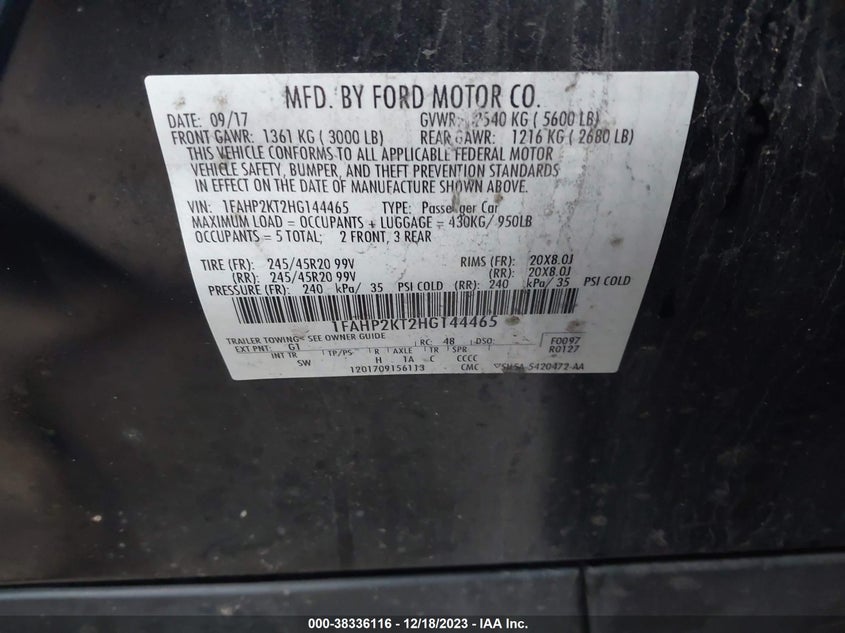 MFD. BY FORD MOTOR CO.
DATE: 09/17 GVWR: 2540 KG ( 5600 LB)
FRONT GAWR: 1361 KG ( 3000 LB) REAR GAWR: 1216 KG ( 2680 LB)
THIS VEHICLE CONFORMS TO ALL APPLICABLE FEDERAL MOTOR
VEHICLE SAFETY, BUMPER, AND THEFT PREVENTION STANDARDS
IN EFFECT ON THE DATE OF MANUFACTURE SHOWN ABOVE.
VIN: 1FAHP2KT2HG144465 TYPE: Passenger Car
MAXIMUM LOAD = OCCUPANTS + LUGGAGE = 430KG/ 950LB
OCCUPANTS = 5 TOTAL; 2 FRONT, 3 REAR
TIRE (FR): 245/45R20 99V RIMS (FR): 20X8.0J
(RR): 245/45R20 99V (RR): 20X8.0J
PRESSURE (FR): 240 kPa/ 35 PSI COLD (RR): 240 kPa/ 35 PSI COLD
1FAHP2KT2HG144465
TRAILER TOWING- SEE OWNER GUIDE
EXT PNT: G1 RC: 48 DSO: F0097
R0127
INT TR TP/PS R AXLE TR SPR
SW H 1A C CCCC
1201709156113 CMC 5420472-AA
000-38336116 - 12/18/2023 - IAA Inc.